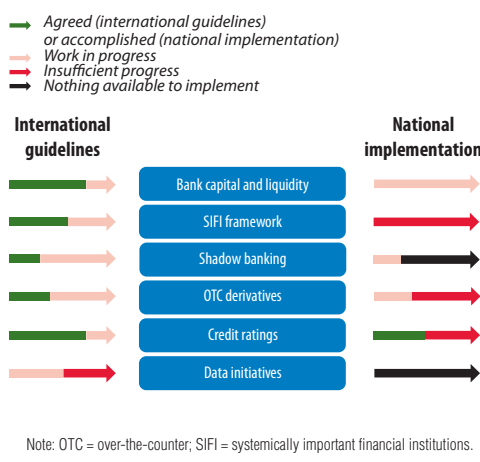 Agreed (international guidelines)
or accomplished (national implementation)
Work in progress
Insufficient progress
Nothing available to implement
International
guidelines
National
implementation
Bank capital and liquidity
SIFI framework
Shadow banking
OTC derivatives
Credit ratings
Data initiatives
Note: OTC = over-the-counter; SIFI = systemically important financial institutions.